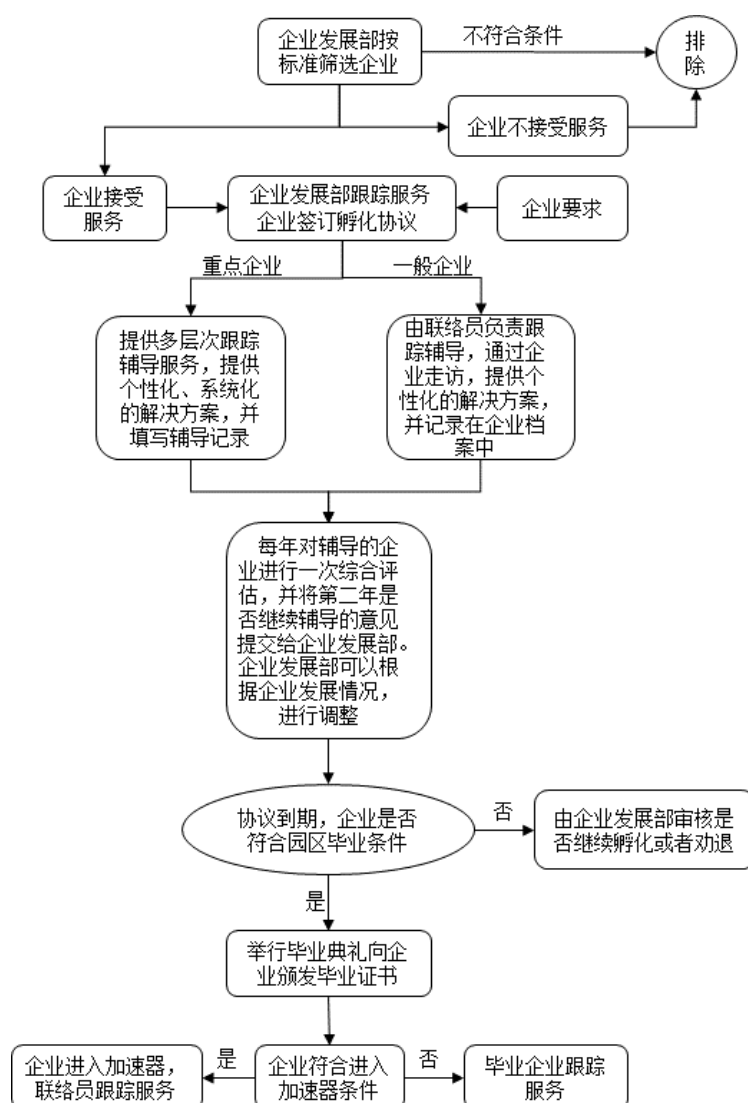 企业发展部按
标准筛选企业
不符合条件
排
除
企业不接受服务
企业接受
服务
企业发展部跟踪服务
企业签订孵化协议
企业要求
重点企业
一般企业
提供多层次跟踪
辅导服务，提供
个性化、系统化
的解决方案，并
填写辅导记录
由联络员负责跟
踪辅导，通过企
业走访，提供个
性化的解决方案，
并记录在企业档
案中
每年对辅导的企
业进行一次综合评
估，并将第二年是
否继续辅导的意见
提交给企业发展部。
企业发展部可以根
据企业发展情况，
进行调整
协议到期，企业是否
符合园区毕业条件
否
由企业发展部审核是
否继续孵化或者劝退
是
举行毕业典礼向企
业颁发毕业证书
企业进入加速器，
联络员跟踪服务
是
企业符合进入
加速器条件
否
毕业企业跟踪
服务